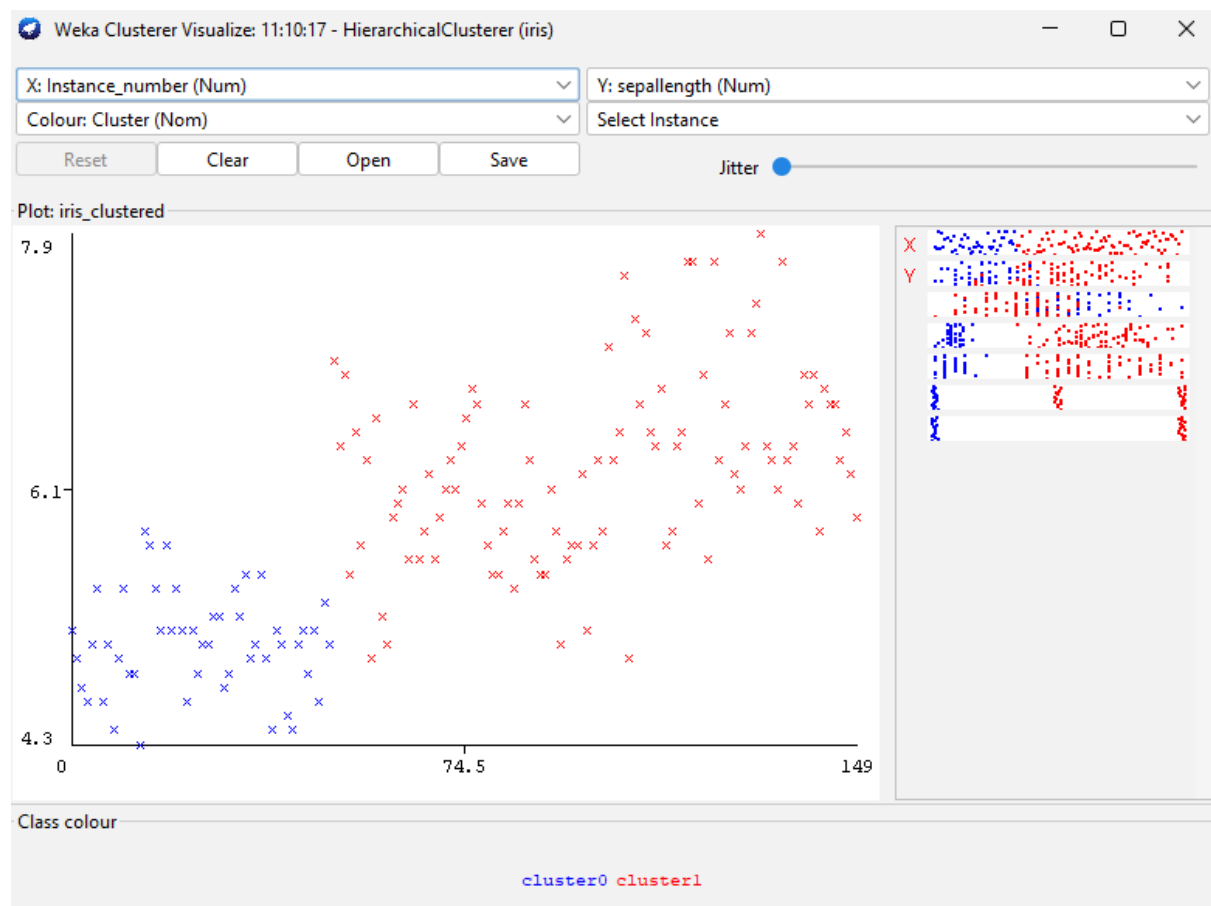 Weka Clusterer Visualize: 11:10:17 - HierarchicalClusterer (iris)
X: Instance_number (Num) Y: sepallength (Num)
Colour: Cluster (Nom) Select Instance
Reset Clear Open Save Jitter
Plot: iris_clustered
7.9
X
Y
6.1
4.3
0 74.5 149
Class colour
cluster0 cluster1